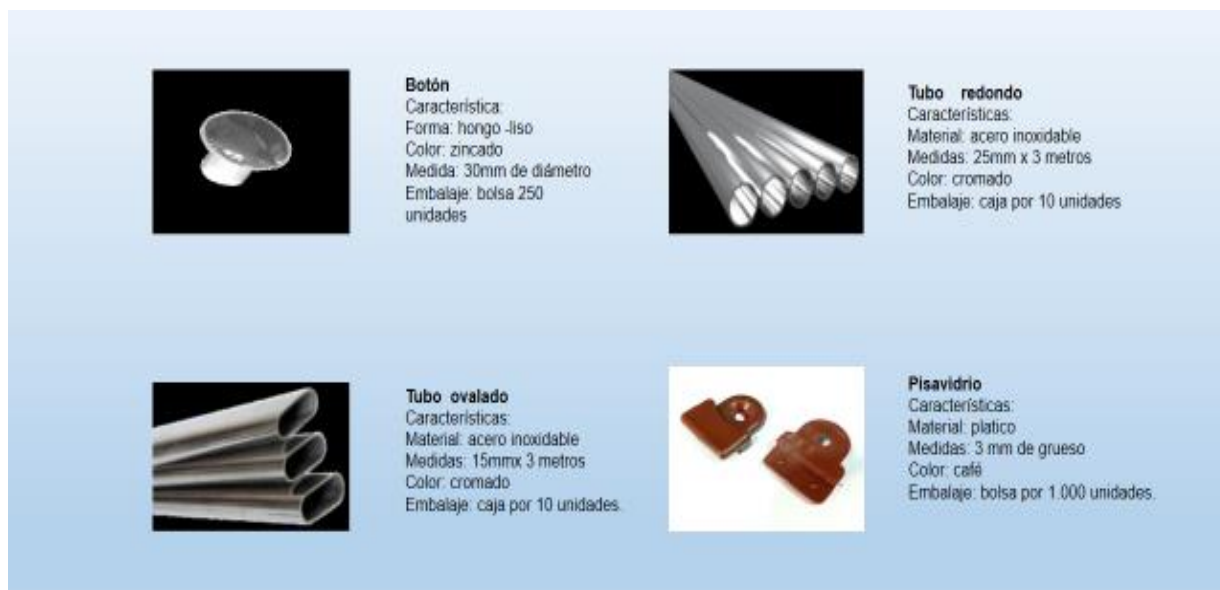 Botón
Característica:
Forma: hongo -liso
Color: zincado
Medida: 30mm de diámetro
Embalaje: bolsa 250
unidades
Tubo redondo
Características:
Material: acero inoxidable
Medidas: 25mm x 3 metros
Color: cromado
Embalaje: caja por 10 unidades
Tubo ovalado
Características:
Material: acero inoxidable
Medidas: 15mmx 3 metros
Color: cromado
Embalaje: caja por 10 unidades.
Pisavidrio
Características:
Material: platico
Medidas: 3 mm de grueso
Color: café
Embalaje: bolsa por 1.000 unidades.